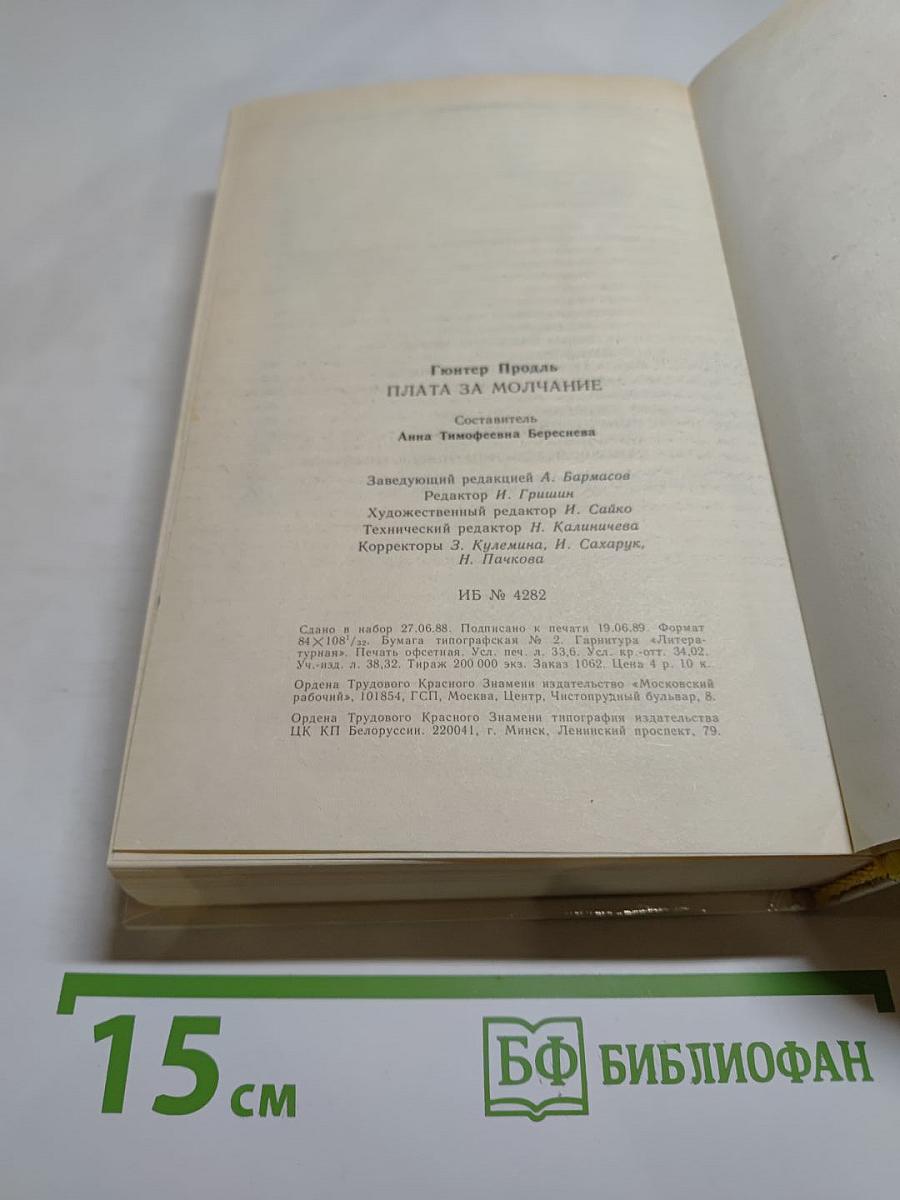 Гюнтер Продль
ПЛАТА ЗА МОЛЧАНИЕ
Составитель
Анна Тимофеевна Береснева
Заведующий редакцией А. Бармасов
Редактор И. Гришин
Художественный редактор И. Сайко
Технический редактор Н. Калиничева
Корректоры З. Кулемина, И. Сахарук,
Н. Пачкова
ИБ № 4282
Сдано в набор 27.06.88. Подписано к печати 19.06.89. Формат
84×108¹/₃₂. Бумага типографская № 2. Гарнитура «Литера-
турная». Печать офсетная. Усл. печ. л. 33,6. Усл. кр.-отт. 34,02.
Уч.-изд. л. 38,32. Тираж 200 000 экз. Заказ 1062. Цена 4 р. 10 к.
Ордена Трудового Красного Знамени издательство «Московский
рабочий», 101854, ГСП, Москва, Центр, Чистопрудный бульвар, 8.
Ордена Трудового Красного Знамени типография издательства
ЦК КП Белоруссии. 220041, г. Минск, Ленинский проспект, 79.
15 см
БФ БИБЛИОФАН